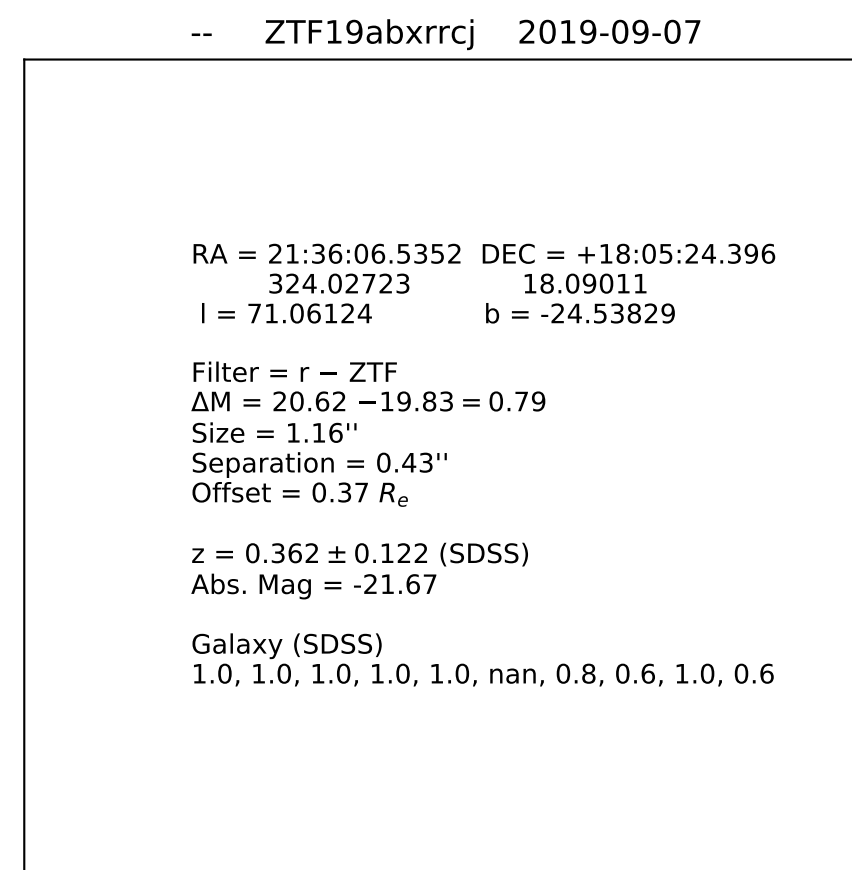 -- ZTF19abxrrcj 2019-09-07
RA = 21:36:06.5352 DEC = +18:05:24.396
324.02723 18.09011
l = 71.06124 b = -24.53829
Filter = r − ZTF
ΔM = 20.62 −19.83 = 0.79
Size = 1.16''
Separation = 0.43''
Offset = 0.37 Re
z = 0.362 ± 0.122 (SDSS)
Abs. Mag = -21.67
Galaxy (SDSS)
1.0, 1.0, 1.0, 1.0, 1.0, nan, 0.8, 0.6, 1.0, 0.6